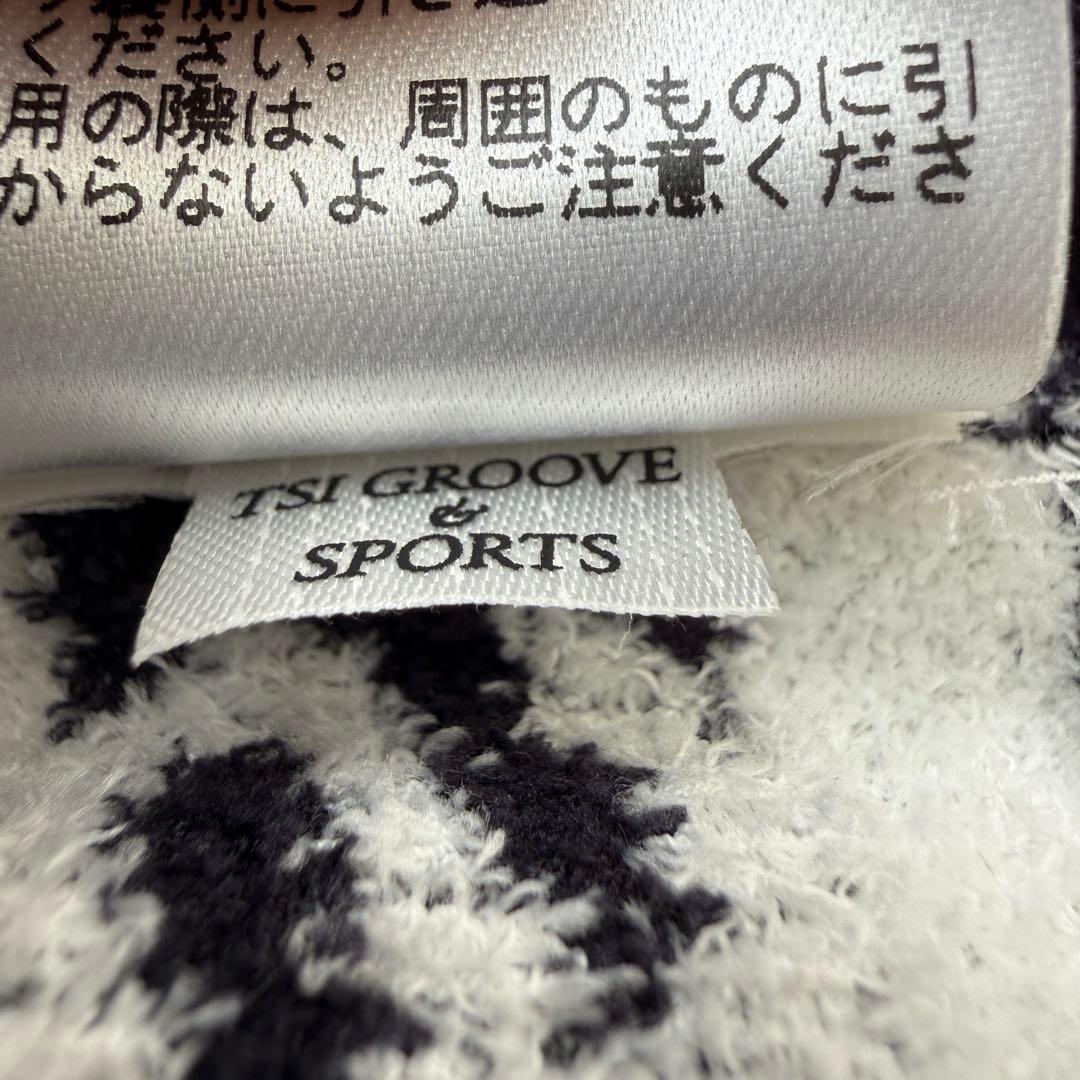 ください。
用の際は、周囲のものに引
からないようご注意くださ
TSI GROOVE
&
SPORTS